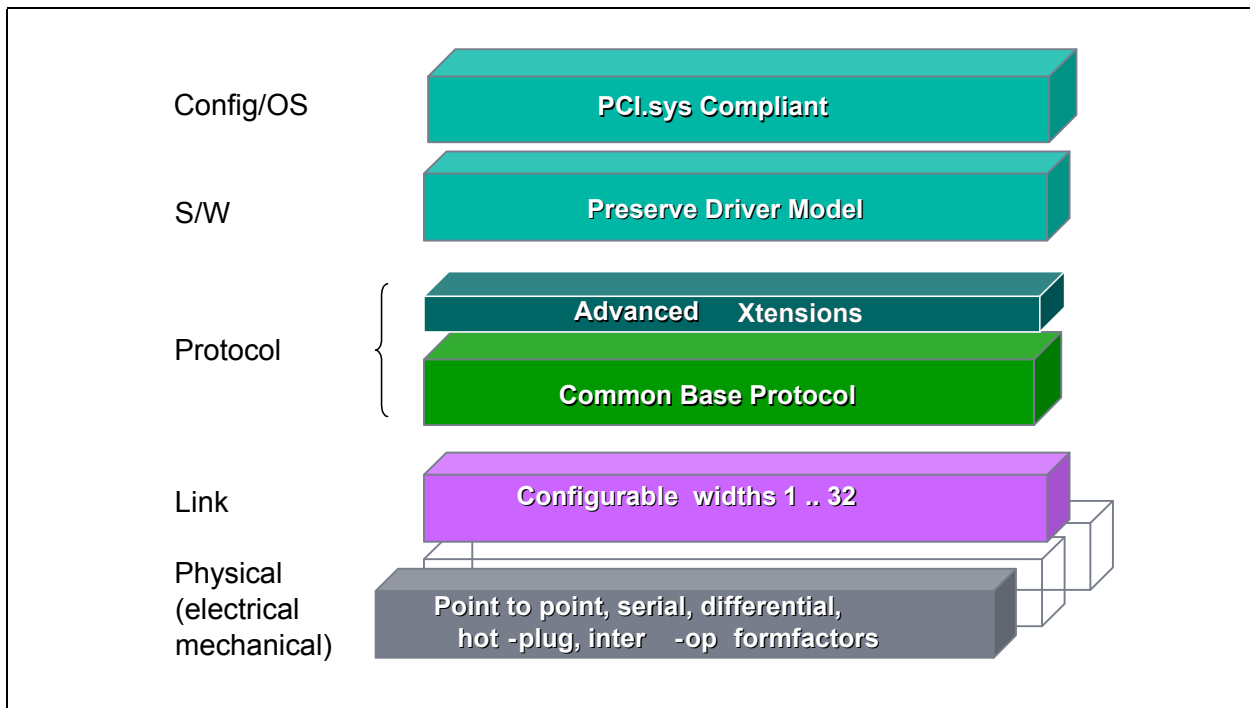 Config/OS
PCI.sys Compliant
S/W
Preserve Driver Model
Protocol
Advanced Xtensions
Common Base Protocol
Link
Configurable widths 1 .. 32
Physical
(electrical
mechanical)
Point to point, serial, differential,
hot -plug, inter -op formfactors